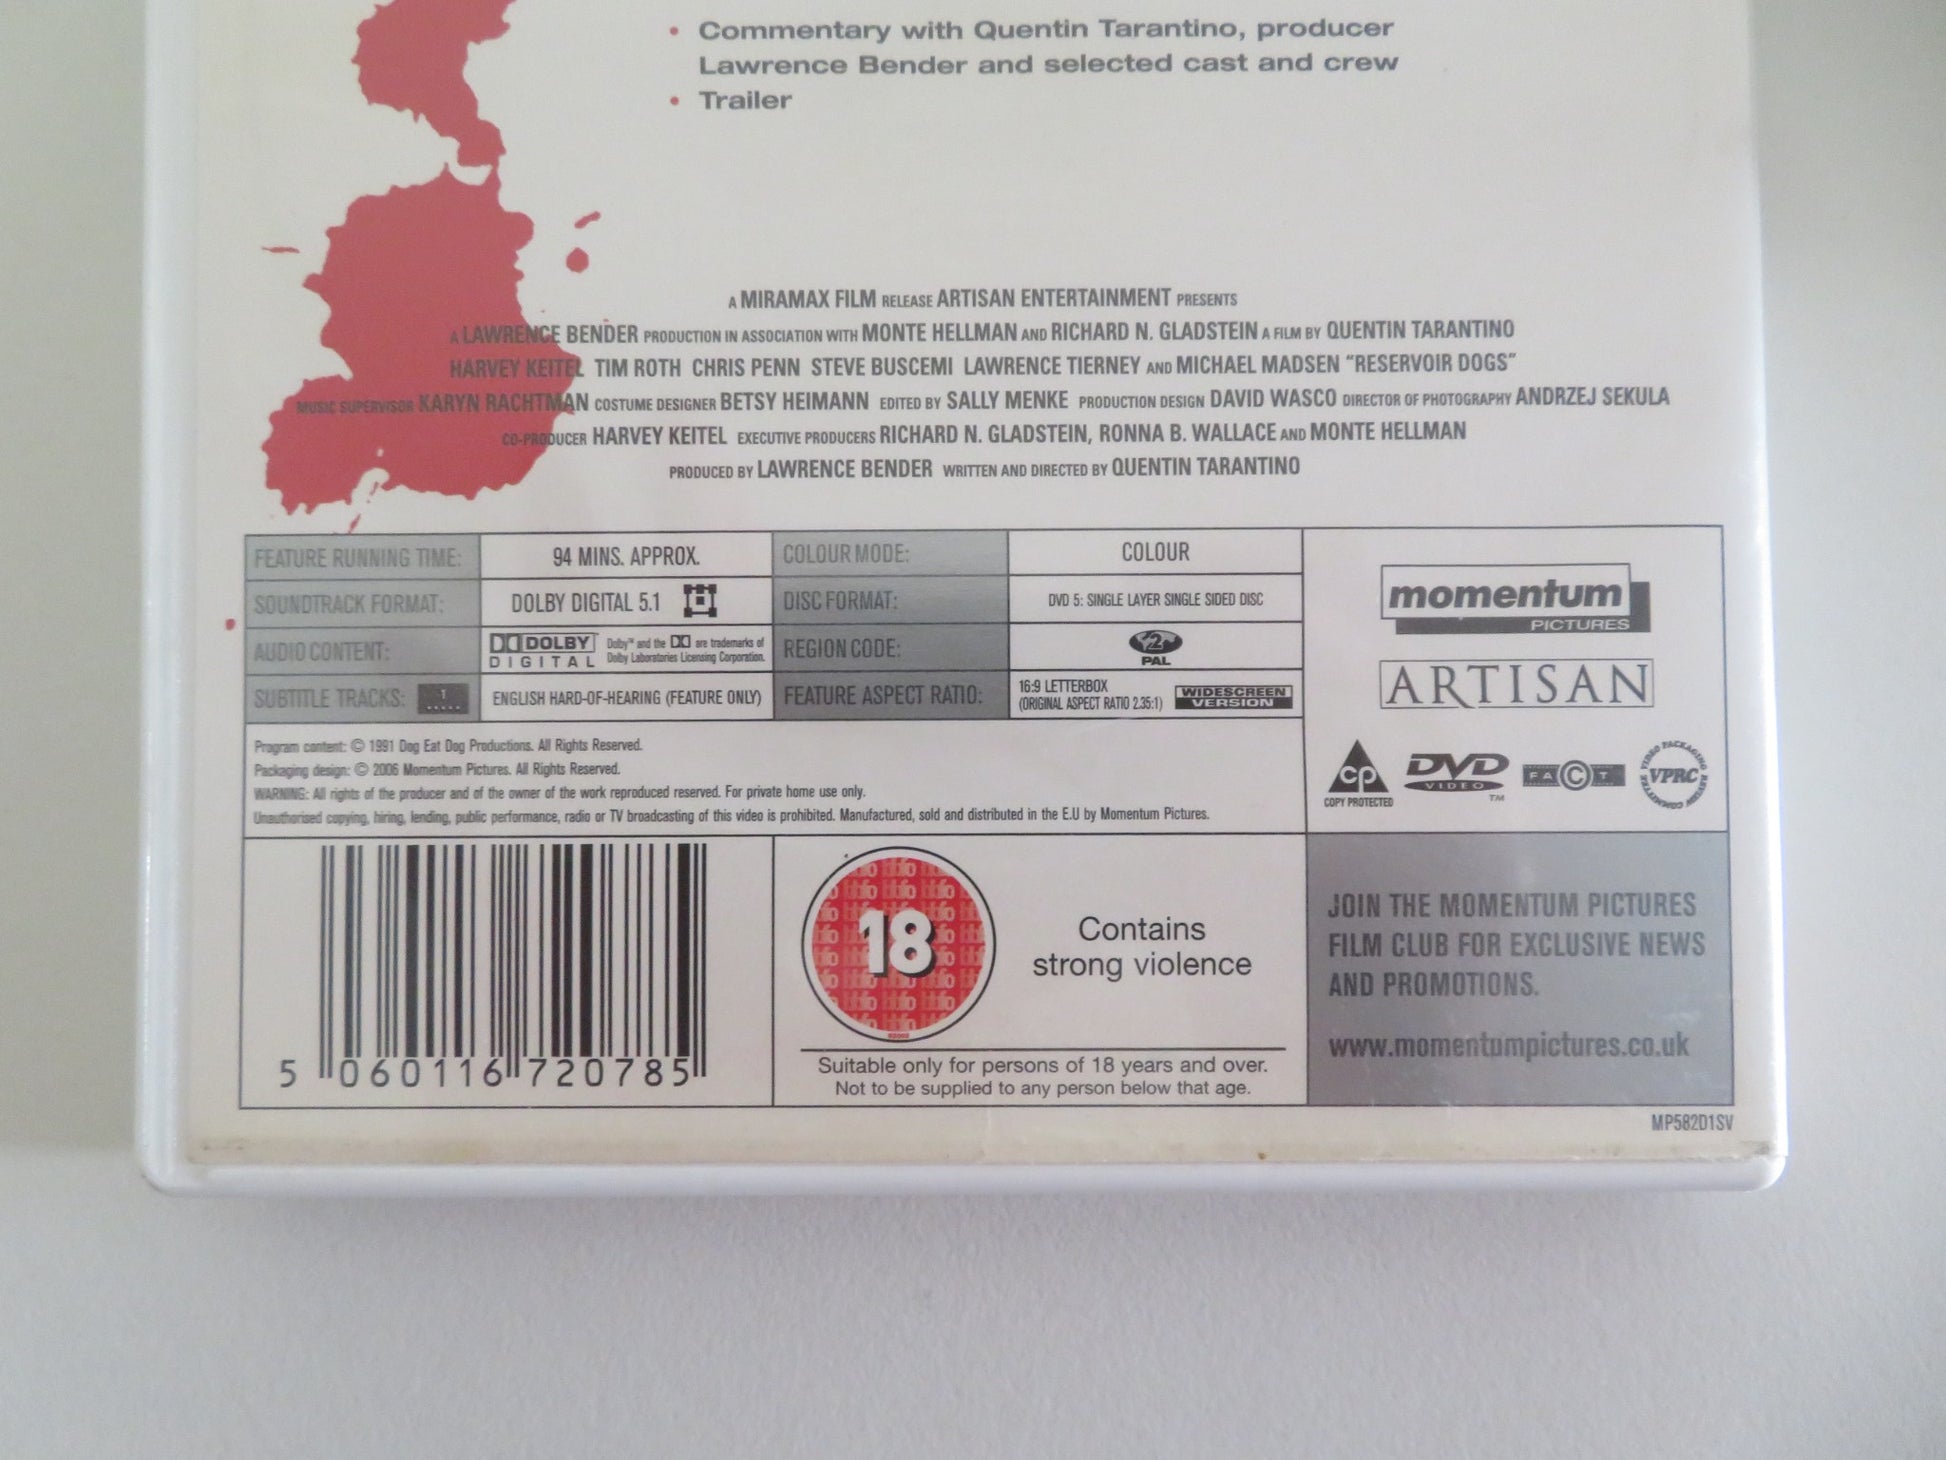 • Commentary with Quentin Tarantino, producer
Lawrence Bender and selected cast and crew
• Trailer
A MIRAMAX FILM RELEASE ARTISAN ENTERTAINMENT PRESENTS
A LAWRENCE BENDER PRODUCTION IN ASSOCIATION WITH MONTE HELLMAN AND RICHARD N. GLADSTEIN A FILM BY QUENTIN TARANTINO
HARVEY KEITEL TIM ROTH CHRIS PENN STEVE BUSCEMI LAWRENCE TIERNEY AND MICHAEL MADSEN "RESERVOIR DOGS"
MUSIC SUPERVISOR KARYN RACHTMAN COSTUME DESIGNER BETSY HEIMANN EDITED BY SALLY MENKE PRODUCTION DESIGN DAVID WASCO DIRECTOR OF PHOTOGRAPHY ANDRZEJ SEKULA
CO-PRODUCER HARVEY KEITEL EXECUTIVE PRODUCERS RICHARD N. GLADSTEIN, RONNA B. WALLACE AND MONTE HELLMAN
PRODUCED BY LAWRENCE BENDER WRITTEN AND DIRECTED BY QUENTIN TARANTINO
FEATURE RUNNING TIME: 94 MINS. APPROX. COLOUR MODE: COLOUR
SOUNDTRACK FORMAT: DOLBY DIGITAL 5.1 DISC FORMAT: DVD 5: SINGLE LAYER SINGLE SIDED DISC
AUDIO CONTENT: DOLBY DIGITAL Dolby™ and the are trademarks of Dolby Laboratories Licensing Corporation. REGION CODE: 2 PAL
SUBTITLE TRACKS: 1 ENGLISH HARD-OF-HEARING (FEATURE ONLY) FEATURE ASPECT RATIO: 16:9 LETTERBOX (ORIGINAL ASPECT RATIO 2.35:1) WIDESCREEN VERSION
momentum
PICTURES
ARTISAN
CP
COPY PROTECTED
DVD
VIDEO
™
FA©T
VIDEO PACKAGING REVIEW COMMITTEE
VPRC
Program content: © 1991 Dog Eat Dog Productions. All Rights Reserved.
Packaging design: © 2006 Momentum Pictures. All Rights Reserved.
WARNING: All rights of the producer and of the owner of the work reproduced reserved. For private home use only.
Unauthorised copying, hiring, lending, public performance, radio or TV broadcasting of this video is prohibited. Manufactured, sold and distributed in the E.U by Momentum Pictures.
5 060116 720785
18
Contains
strong violence
Suitable only for persons of 18 years and over.
Not to be supplied to any person below that age.
JOIN THE MOMENTUM PICTURES
FILM CLUB FOR EXCLUSIVE NEWS
AND PROMOTIONS.
www.momentumpictures.co.uk
MP582D1SV